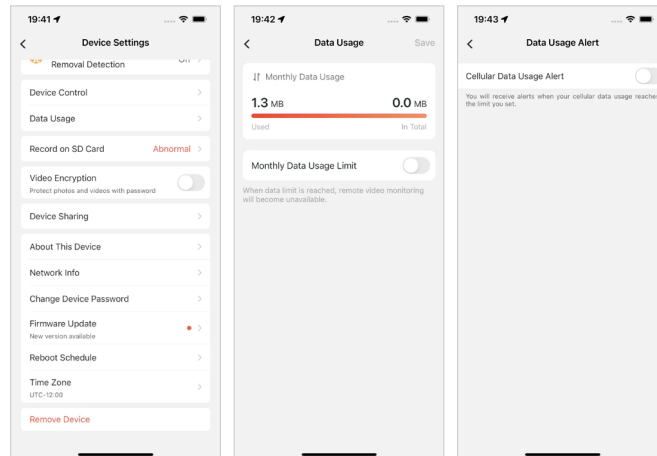 19:41
Device Settings
Removal Detection
Device Control
Data Usage
Record on SD Card Abnormal
Video Encryption
Protect photos and videos with password
Device Sharing
About This Device
Network Info
Change Device Password
Firmware Update
New version available
Reboot Schedule
Time Zone
UTC-12:00
Remove Device
19:42
Data Usage Save
Monthly Data Usage
1.3 MB 0.0 MB
Used In Total
Monthly Data Usage Limit
When data limit is reached, remote video monitoring
will become unavailable.
19:43
Data Usage Alert
Cellular Data Usage Alert
You will receive alerts when your cellular data usage reaches
the limit you set.